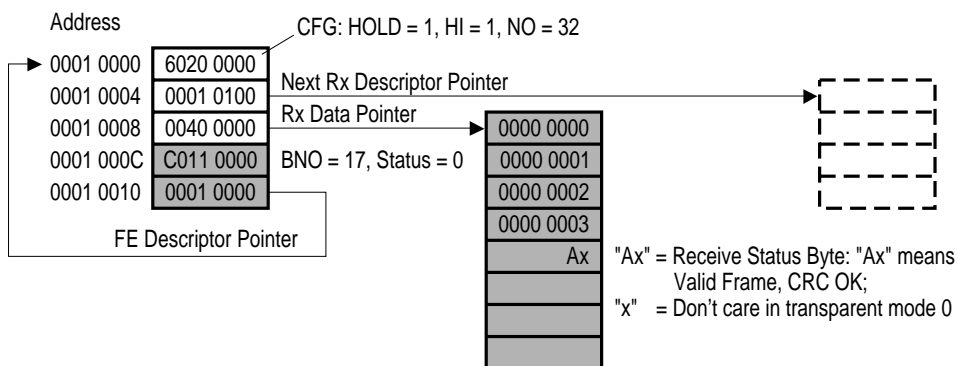 Address
CFG: HOLD = 1, HI = 1, NO = 32
0001 0000 6020 0000
Next Rx Descriptor Pointer
0001 0004 0001 0100
Rx Data Pointer
0001 0008 0040 0000 0000 0000
0001 000C C011 0000 BNO = 17, Status = 0 0000 0001
0001 0010 0001 0000 0000 0002
0000 0003
FE Descriptor Pointer
Ax "Ax" = Receive Status Byte: "Ax" means
Valid Frame, CRC OK;
"x" = Don't care in transparent mode 0